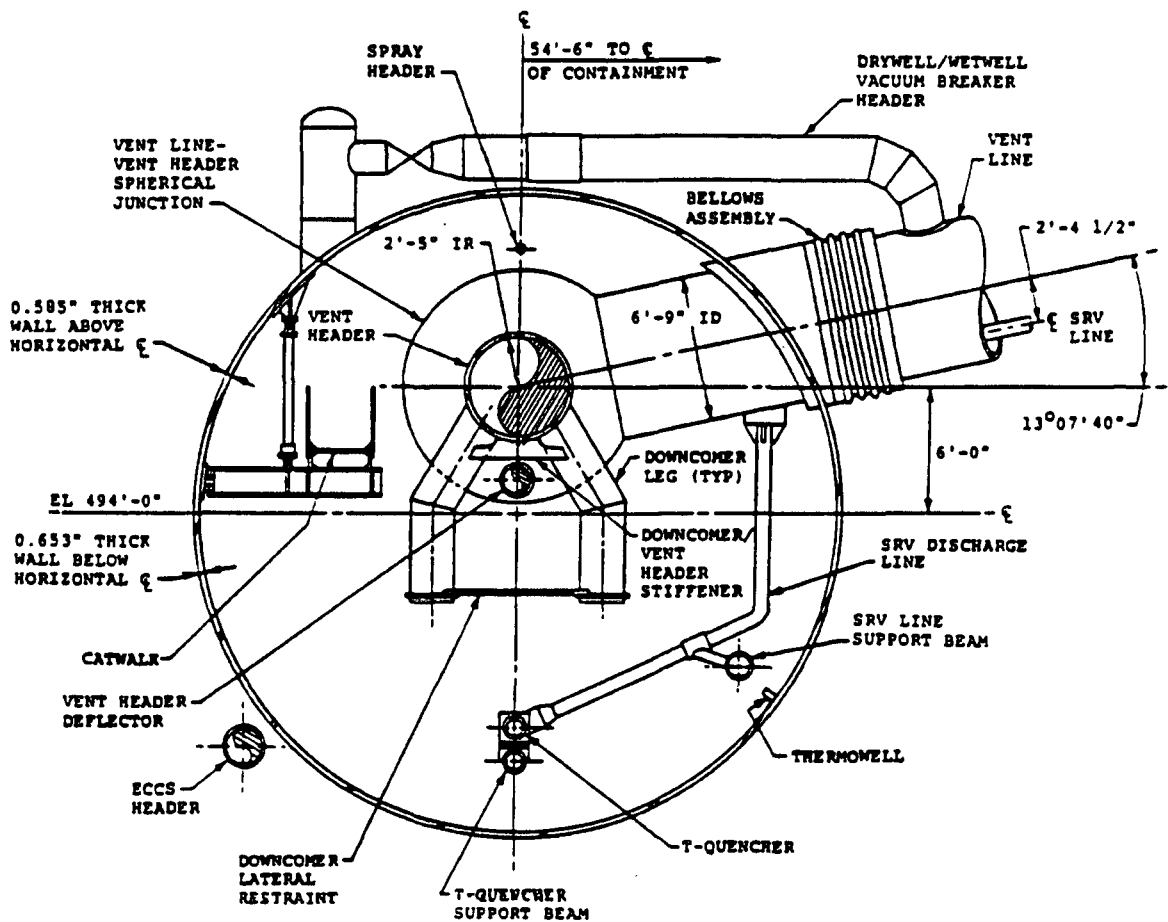 ℄
SPRAY
HEADER
54'-6" TO ℄
OF CONTAINMENT
DRYWELL/WETWELL
VACUUM BREAKER
HEADER
VENT
LINE
VENT LINE-
VENT HEADER
SPHERICAL
JUNCTION
BELLOWS
ASSEMBLY
2'-4 1/2"
2'-5" IR
0.585" THICK
WALL ABOVE
HORIZONTAL ℄
VENT
HEADER
6'-9" ID
℄ SRV
LINE
13°07'40"
6'-0"
DOWNCOMER
LEG (TYP)
EL 494'-0"
℄
0.653" THICK
WALL BELOW
HORIZONTAL ℄
DOWNCOMER
VENT
HEADER
STIFFENER
SRV DISCHARGE
LINE
SRV LINE
SUPPORT BEAM
CATWALK
VENT HEADER
DEFLECTOR
THERMOWELL
ECCS
HEADER
T-QUENCHER
DOWNCOMER
LATERAL
RESTRAINT
T-QUENCHER
SUPPORT BEAM